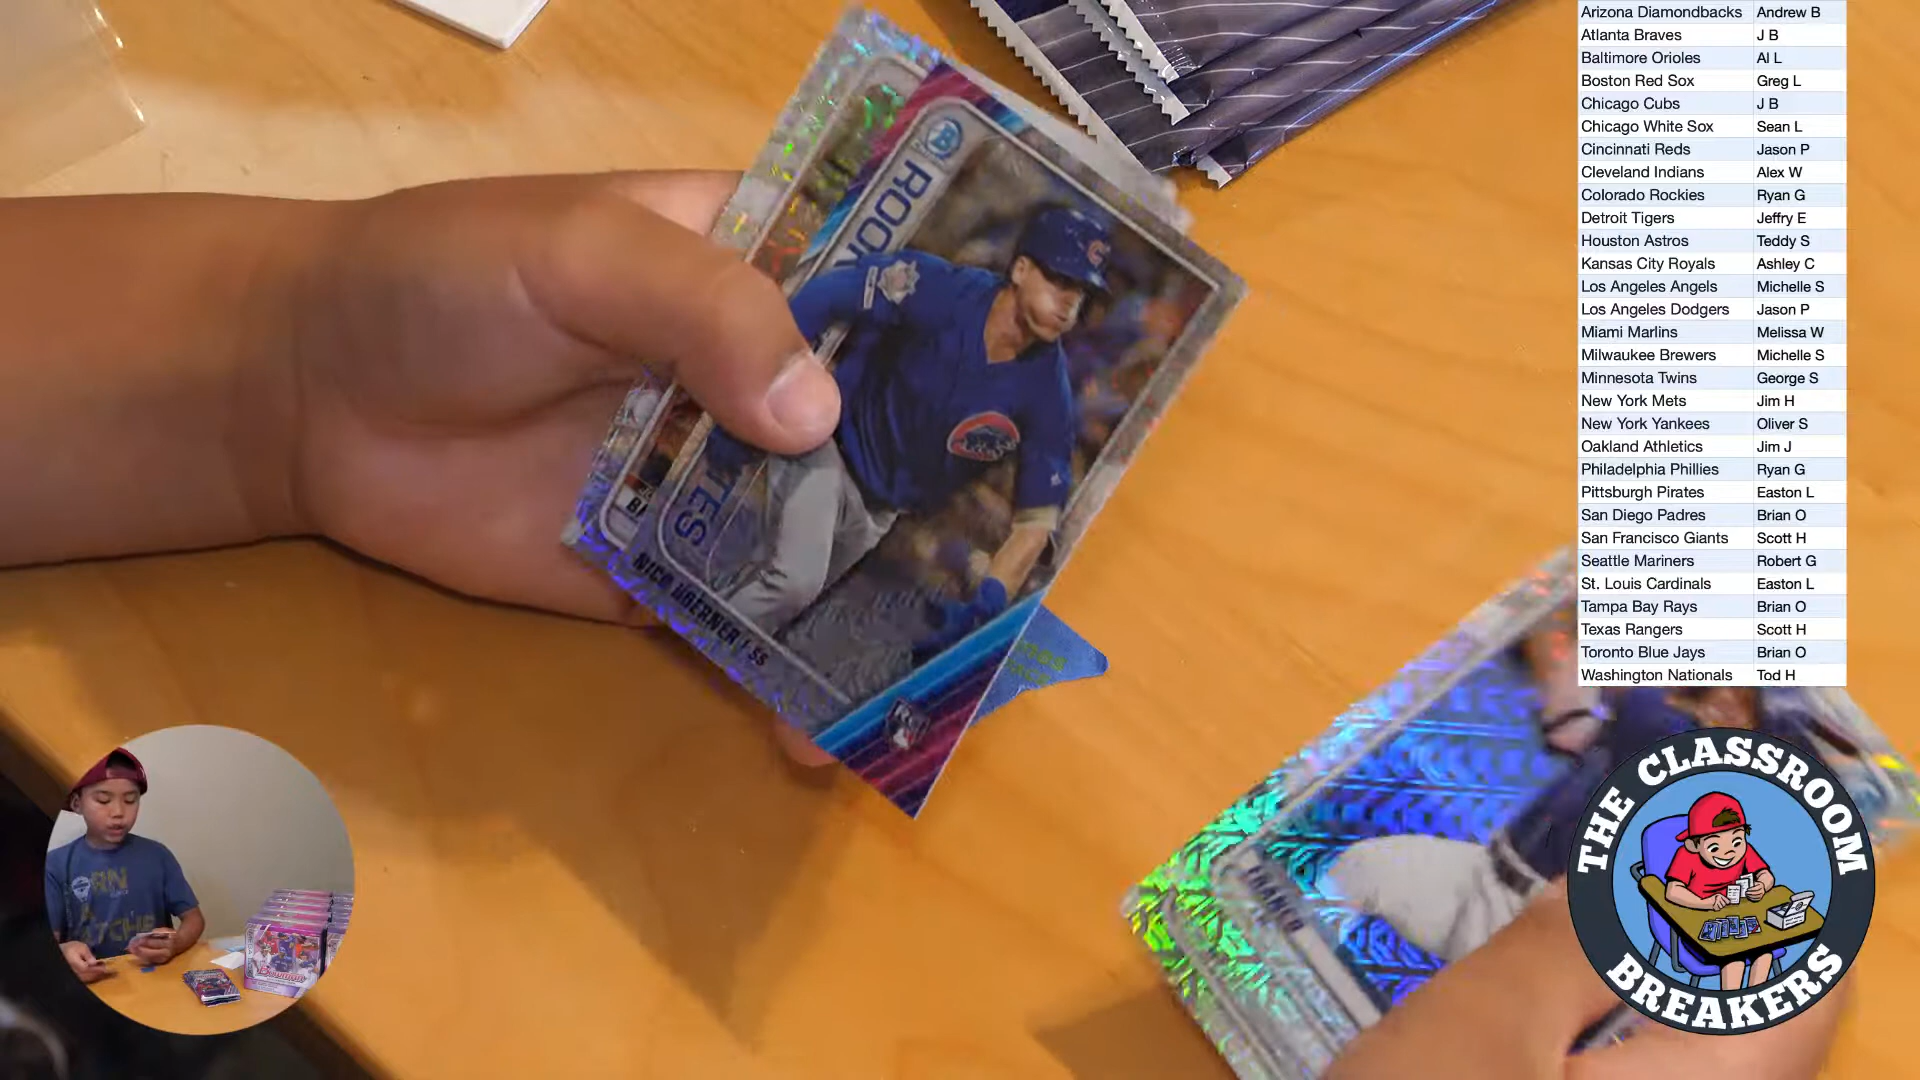 Arizona Diamondbacks Andrew B
Atlanta Braves J B
Baltimore Orioles Al L
Boston Red Sox Greg L
Chicago Cubs J B
Chicago White Sox Sean L
Cincinnati Reds Jason P
Cleveland Indians Alex W
Colorado Rockies Ryan G
Detroit Tigers Jeffry E
Houston Astros Teddy S
Kansas City Royals Ashley C
Los Angeles Angels Michelle S
Los Angeles Dodgers Jason P
Miami Marlins Melissa W
Milwaukee Brewers Michelle S
Minnesota Twins George S
New York Mets Jim H
New York Yankees Oliver S
Oakland Athletics Jim J
Philadelphia Phillies Ryan G
Pittsburgh Pirates Easton L
San Diego Padres Brian O
San Francisco Giants Scott H
Seattle Mariners Robert G
St. Louis Cardinals Easton L
Tampa Bay Rays Brian O
Texas Rangers Scott H
Toronto Blue Jays Brian O
Washington Nationals Tod H
B
ROOK
TES
C
NICO HOERNER / SS
RC
FRANCO
Bowman
THE CLASSROOM
BREAKERS